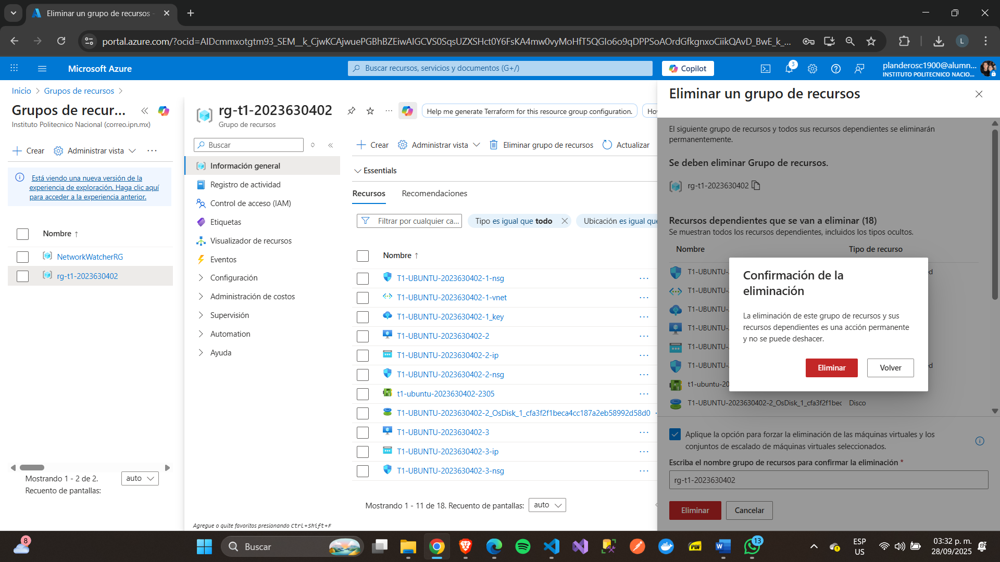 Eliminar un grupo de recursos -
portal.azure.com/?ocid=AIDcmmxotgtm93_SEM__k_CjwKCAjwuePGBhBZEiwAIGCVS0SqsUZXSHct0Y6FsKA4mw0vyMoHfT5QGIo6o9qDPPSoAOrdGfkgnxoCiikQAvD_BwE_k_...
L
Microsoft Azure
Buscar recursos, servicios y documentos (G+/)
Copilot
3
planderosc1900@alumn...
INSTITUTO POLITECNICO NACIO...
Inicio > Grupos de recursos >
Grupos de recur...
Instituto Politecnico Nacional (correo.ipn.mx)
Crear
Administrar vista
Está viendo una nueva versión de la
experiencia de exploración. Haga clic aquí
para acceder a la experiencia anterior.
Nombre ↑
NetworkWatcherRG
rg-t1-2023630402
Mostrando 1 - 2 de 2.
Recuento de pantallas:
auto
rg-t1-2023630402
Grupo de recursos
Help me generate Terraform for this resource group configuration.
Ho
Buscar
Información general
Registro de actividad
Control de acceso (IAM)
Etiquetas
Visualizador de recursos
Eventos
Configuración
Administración de costos
Supervisión
Automation
Ayuda
Agregue o quite favoritos presionando Ctrl+Shift+F
Crear
Administrar vista
Eliminar grupo de recursos
Actualizar
Essentials
Recursos
Recomendaciones
Filtrar por cualquier ca...
Tipo es igual que todo
Ubicación es igual que
Nombre ↑
T1-UBUNTU-2023630402-1-nsg
T1-UBUNTU-2023630402-1-vnet
T1-UBUNTU-2023630402-1_key
T1-UBUNTU-2023630402-2
T1-UBUNTU-2023630402-2-ip
T1-UBUNTU-2023630402-2-nsg
t1-ubuntu-2023630402-2305
T1-UBUNTU-2023630402-2_OsDisk_1_cfa3f2f1beca4cc187a2eb58992d58d0
T1-UBUNTU-2023630402-3
T1-UBUNTU-2023630402-3-ip
T1-UBUNTU-2023630402-3-nsg
Mostrando 1 - 11 de 18. Recuento de pantallas:
auto
Eliminar un grupo de recursos
El siguiente grupo de recursos y todos sus recursos dependientes se eliminarán
permanentemente.
Se deben eliminar Grupo de recursos.
rg-t1-2023630402
Recursos dependientes que se van a eliminar (18)
Se muestran todos los recursos dependientes, incluidos los tipos ocultos.
Nombre
Tipo de recurso
T1-UBUNTU-
d
T1-UBUNTU-
T1-UBUNTU-
T1-UBUNTU-
T1-UBUNTU-
T1-UBUNTU-
d
t1-ubuntu-20
T1-UBUNTU-2023630402-2_OsDisk_1_cfa3f2f1bec
Disco
Confirmación de la
eliminación
La eliminación de este grupo de recursos y sus
recursos dependientes es una acción permanente
y no se puede deshacer.
Eliminar
Volver
Aplique la opción para forzar la eliminación de las máquinas virtuales y los
conjuntos de escalado de máquinas virtuales seleccionados.
Escriba el nombre grupo de recursos para confirmar la eliminación *
rg-t1-2023630402
Eliminar
Cancelar
8
Buscar
PDF
13
ESP
US
03:32 p. m.
28/09/2025